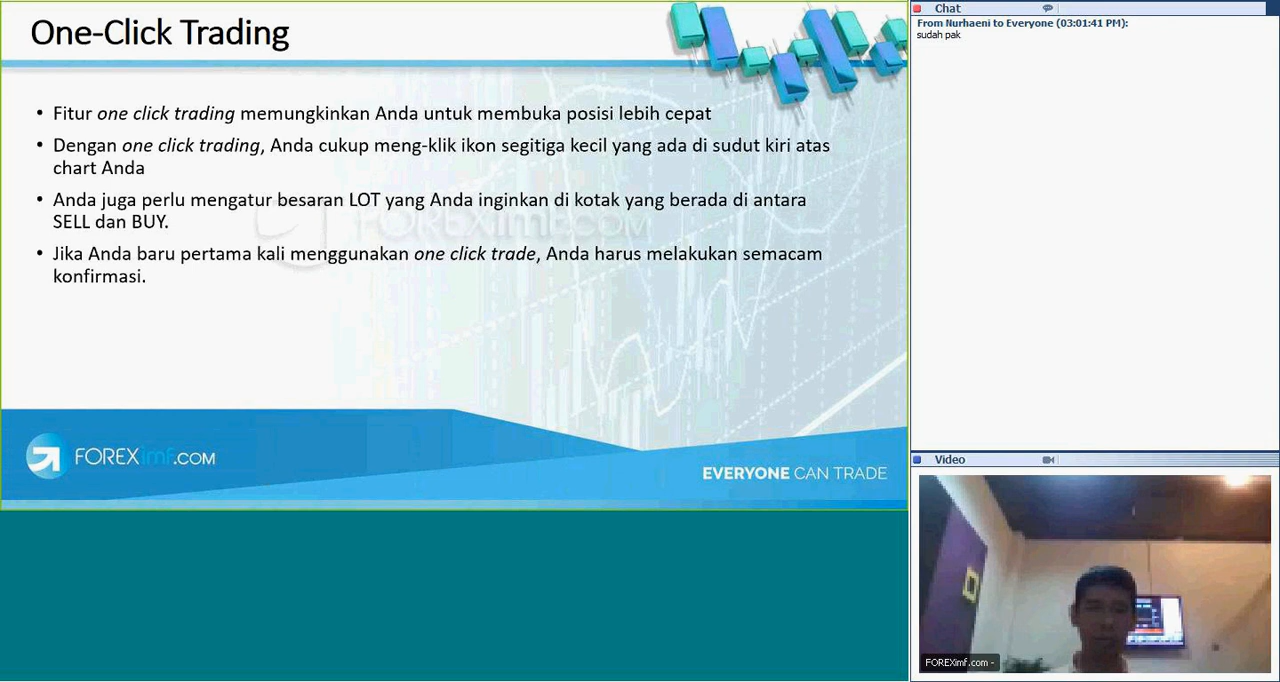 One-Click Trading
• Fitur one click trading memungkinkan Anda untuk membuka posisi lebih cepat
• Dengan one click trading, Anda cukup meng-klik ikon segitiga kecil yang ada di sudut kiri atas
chart Anda
• Anda juga perlu mengatur besaran LOT yang Anda inginkan di kotak yang berada di antara
SELL dan BUY.
• Jika Anda baru pertama kali menggunakan one click trade, Anda harus melakukan semacam
konfirmasi.
FOREXimf.COM
FOREXimf.COM
EVERYONE CAN TRADE
Chat
From Nurhaeni to Everyone (03:01:41 PM):
sudah pak
Video
FOREXimf.com -